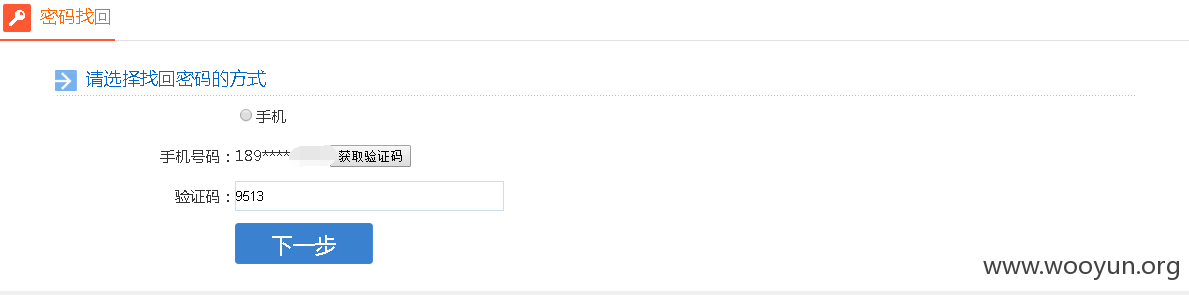 密码找回
请选择找回密码的方式
手机
手机号码：189**** 获取验证码
验证码：9513
下一步
www.wooyun.org